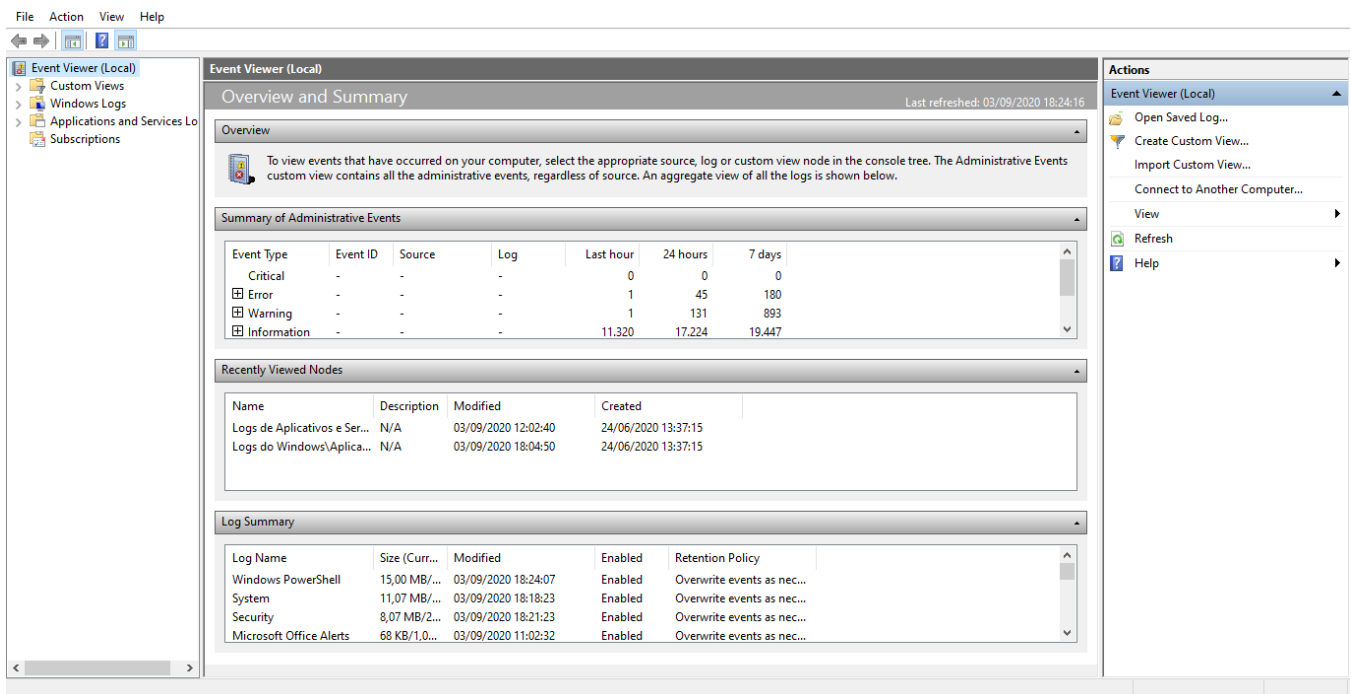 File Action View Help
Event Viewer (Local)
Custom Views
Windows Logs
Applications and Services Lo
Subscriptions
Event Viewer (Local)
Overview and Summary Last refreshed: 03/09/2020 18:24:16
Overview
To view events that have occurred on your computer, select the appropriate source, log or custom view node in the console tree. The Administrative Events
custom view contains all the administrative events, regardless of source. An aggregate view of all the logs is shown below.
Summary of Administrative Events
Event Type Event ID Source Log Last hour 24 hours 7 days
Critical - - - 0 0 0
Error - - - 1 45 180
Warning - - - 1 131 893
Information - - - 11.320 17.224 19.447
Recently Viewed Nodes
Name Description Modified Created
Logs de Aplicativos e Ser... N/A 03/09/2020 12:02:40 24/06/2020 13:37:15
Logs do Windows\Aplica... N/A 03/09/2020 18:04:50 24/06/2020 13:37:15
Log Summary
Log Name Size (Curr... Modified Enabled Retention Policy
Windows PowerShell 15,00 MB/... 03/09/2020 18:24:07 Enabled Overwrite events as nec...
System 11,07 MB/... 03/09/2020 18:18:23 Enabled Overwrite events as nec...
Security 8,07 MB/2... 03/09/2020 18:21:23 Enabled Overwrite events as nec...
Microsoft Office Alerts 68 KB/1,0... 03/09/2020 11:02:32 Enabled Overwrite events as nec...
Actions
Event Viewer (Local)
Open Saved Log...
Create Custom View...
Import Custom View...
Connect to Another Computer...
View
Refresh
Help